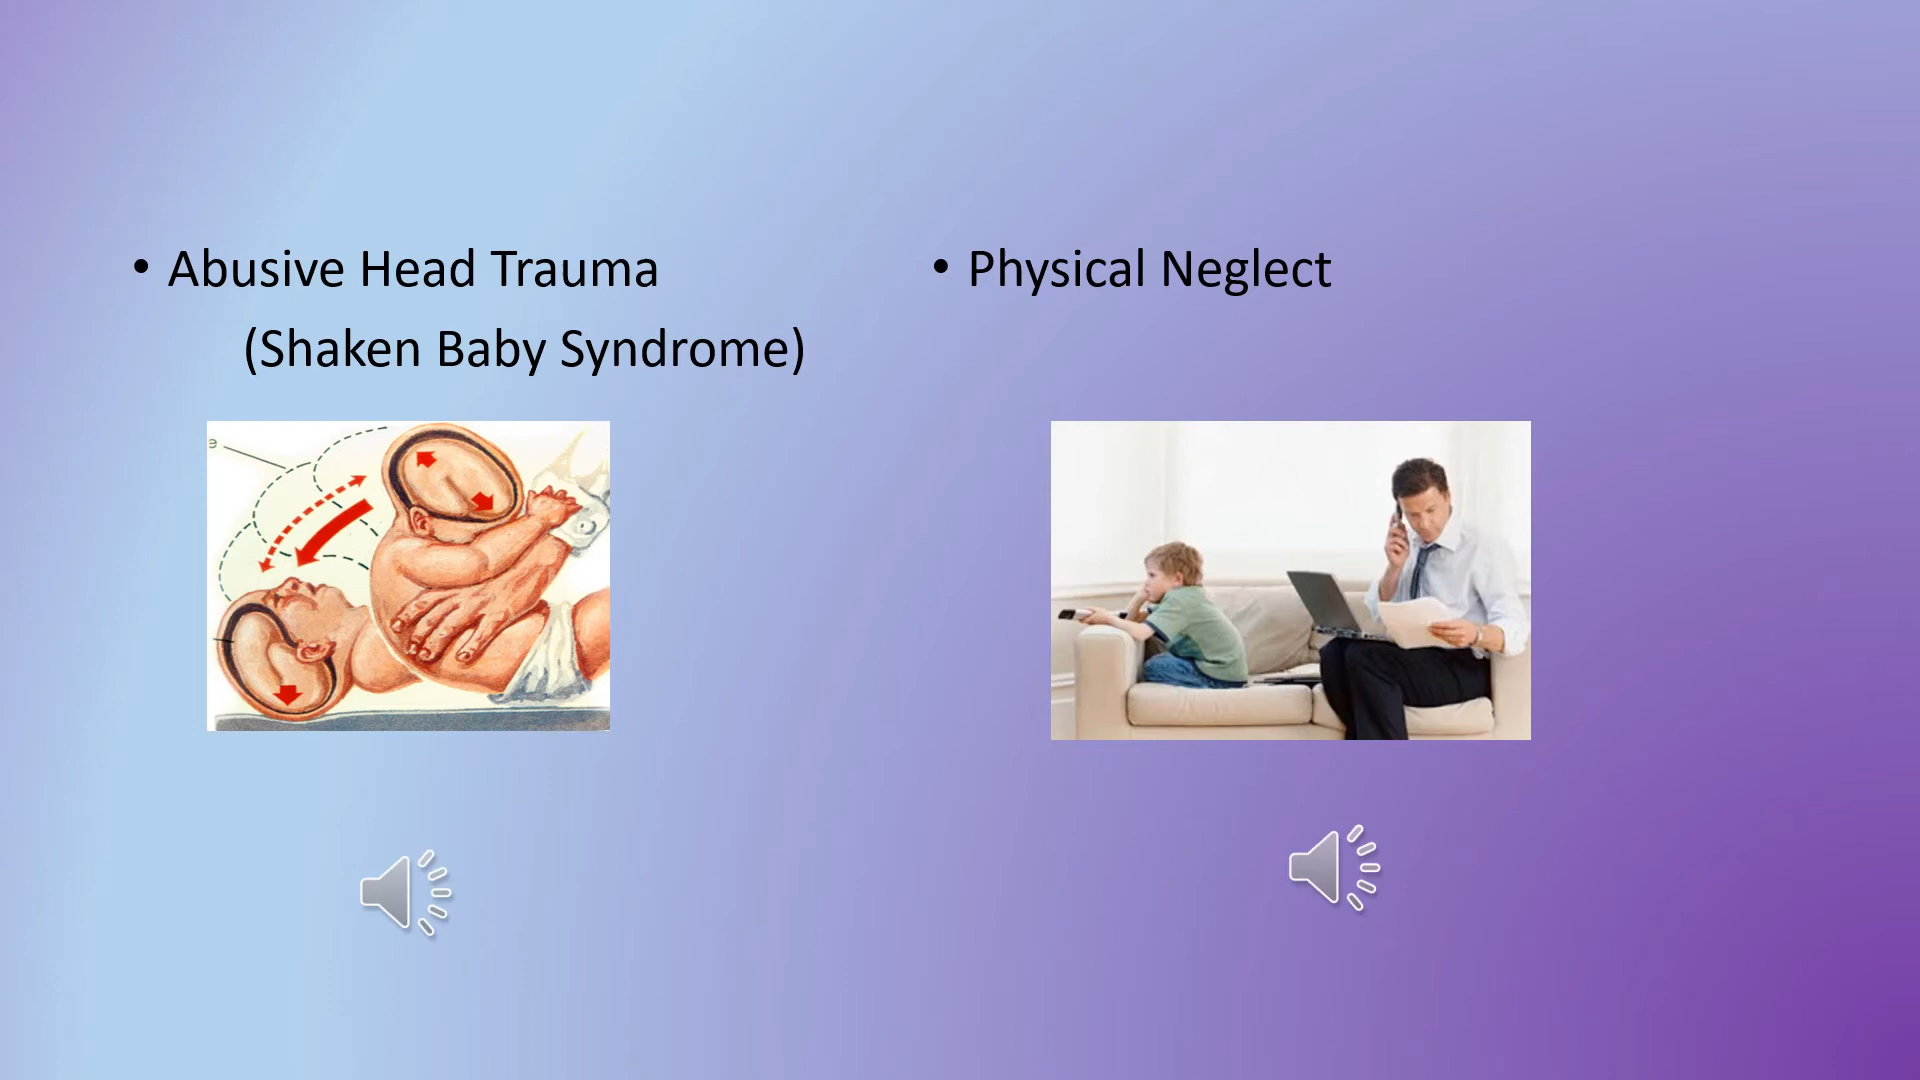 • Abusive Head Trauma
(Shaken Baby Syndrome)
• Physical Neglect
e